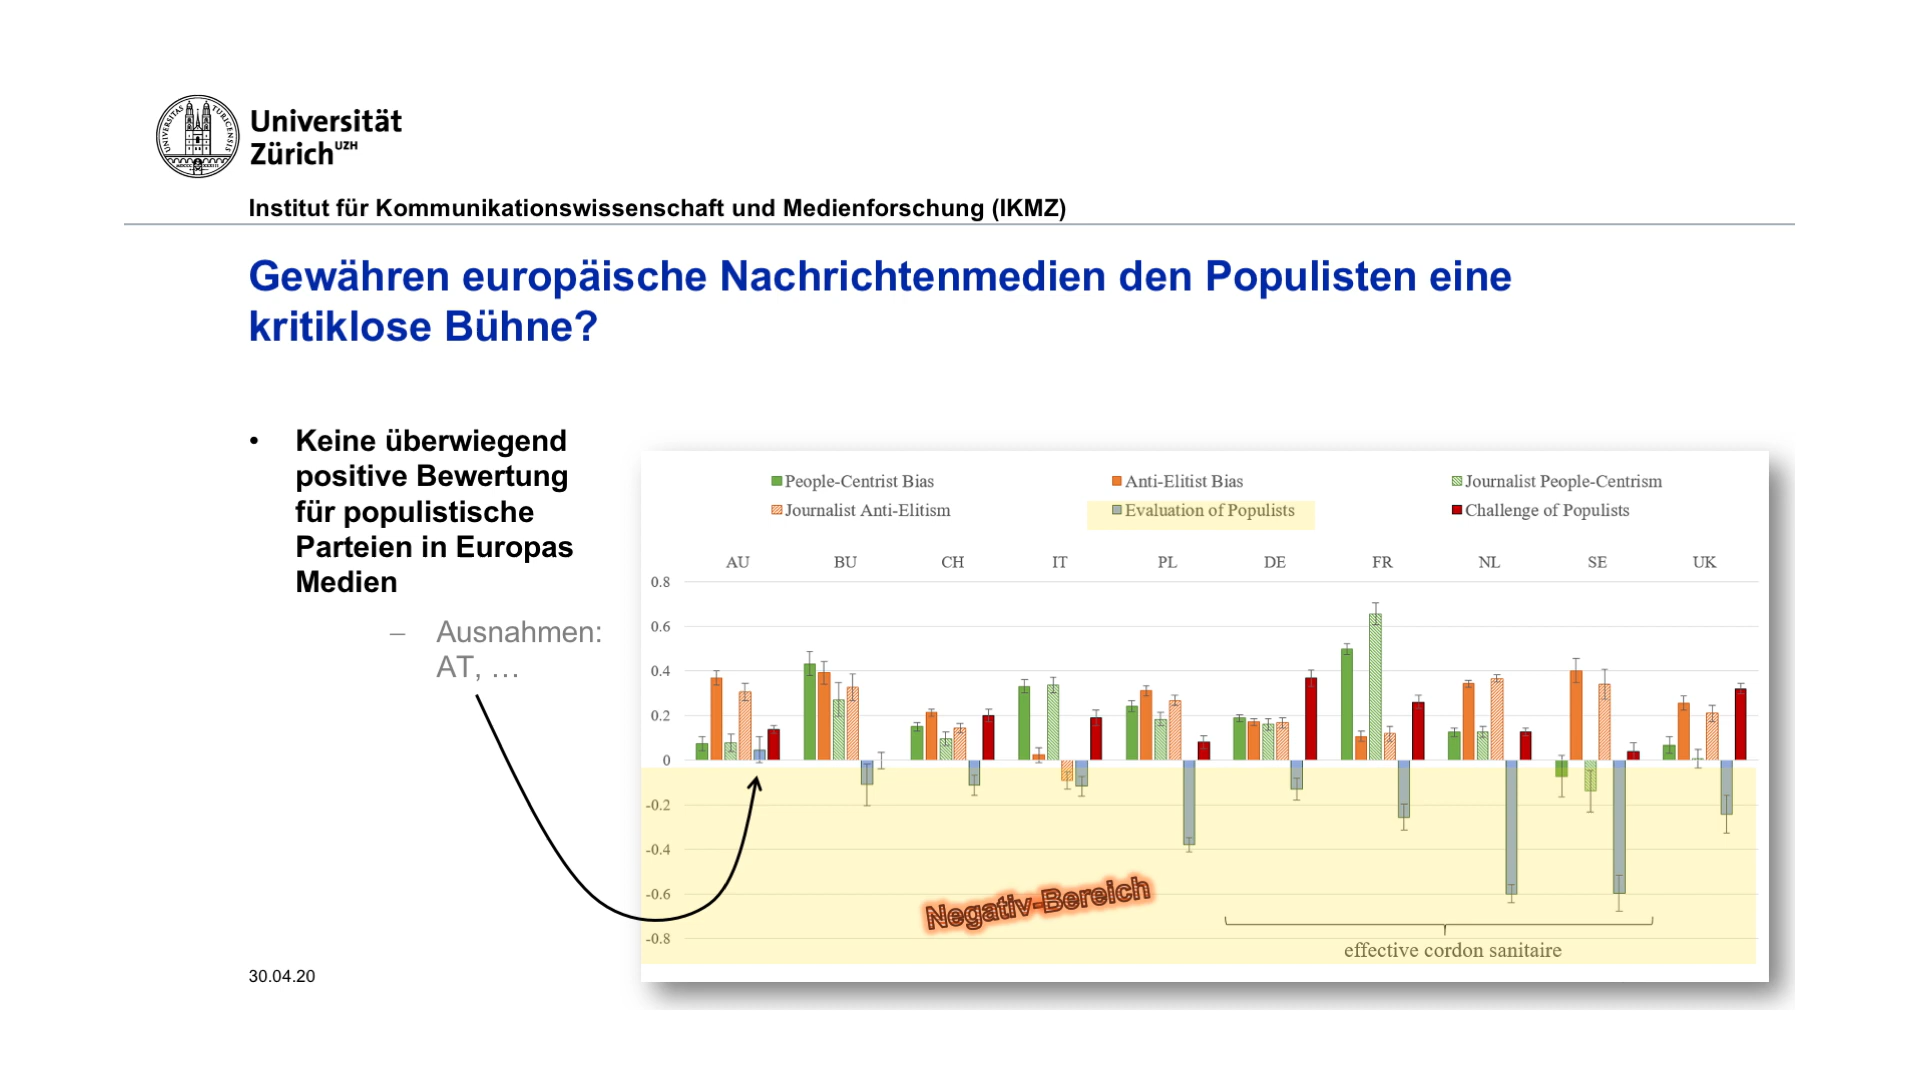 Universität
Zürich UZH
UNIVERSITAS TURICENSIS
Institut für Kommunikationswissenschaft und Medienforschung (IKMZ)
Gewähren europäische Nachrichtenmedien den Populisten eine
kritiklose Bühne?
• Keine überwiegend
positive Bewertung
für populistische
Parteien in Europas
Medien
– Ausnahmen:
AT, …
People-Centrist Bias Anti-Elitist Bias Journalist People-Centrism
Journalist Anti-Elitism Evaluation of Populists Challenge of Populists
AU BU CH IT PL DE FR NL SE UK
0.8
0.6
0.4
0.2
0
-0.2
-0.4
-0.6
-0.8
Negativ-Bereich
effective cordon sanitaire
30.04.20